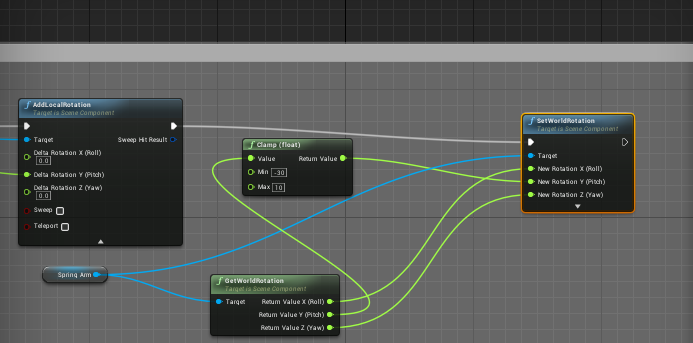 AddLocalRotation
Target is Scene Component
Target
Sweep Hit Result
Delta Rotation X (Roll)
0.0
Delta Rotation Y (Pitch)
Delta Rotation Z (Yaw)
0.0
Sweep
Teleport
Clamp (float)
Value
Return Value
Min -30
Max 10
SetWorldRotation
Target is Scene Component
Target
New Rotation X (Roll)
New Rotation Y (Pitch)
New Rotation Z (Yaw)
Spring Arm
GetWorldRotation
Target is Scene Component
Target
Return Value X (Roll)
Return Value Y (Pitch)
Return Value Z (Yaw)